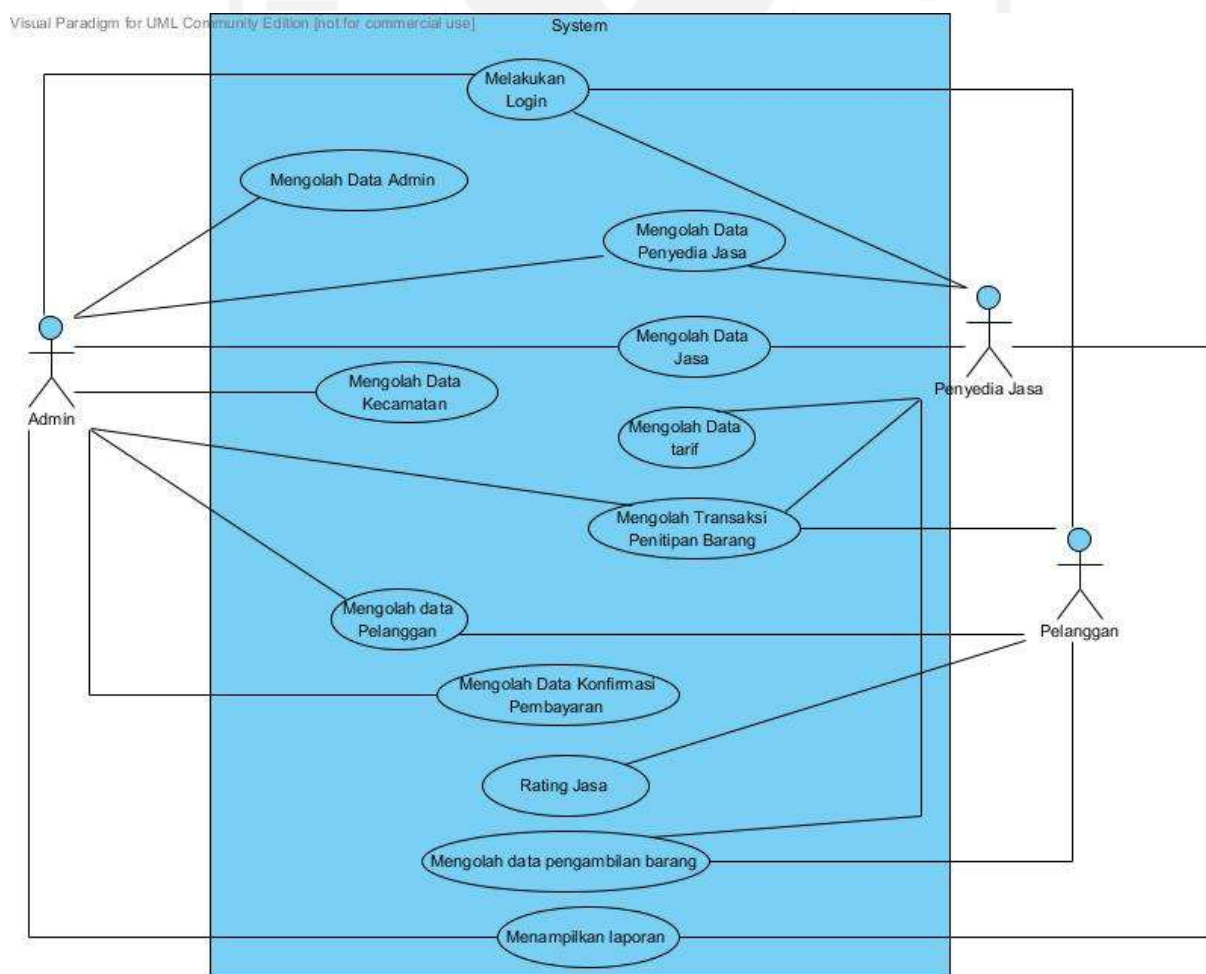 Visual Paradigm for UML Community Edition [not for commercial use]
System
Melakukan
Login
Mengolah Data Admin
Mengolah Data
Penyedia Jasa
Mengolah Data
Jasa
Mengolah Data
Kecamatan
Penyedia Jasa
Admin
Mengolah Data
tarif
Mengolah Transaksi
Penitipan Barang
Mengolah data
Pelanggan
Pelanggan
Mengolah Data Konfirmasi
Pembayaran
Rating Jasa
Mengolah data pengambilan barang
Menampilkan laporan